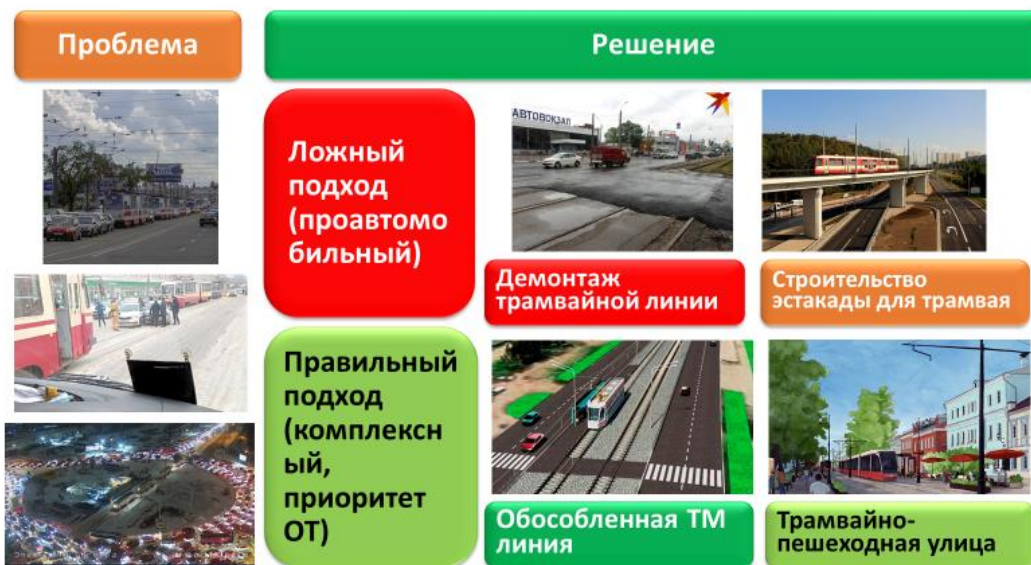 Проблема
Решение
Ложный
подход
(проавтомо
бильный)
АВТОВОКЗАЛ
Демонтаж
трамвайной линии
Строительство
эстакады для трамвая
Правильный
подход
(комплексн
ый,
приоритет
ОТ)
Обособленная ТМ
линия
Трамвайно-
пешеходная улица